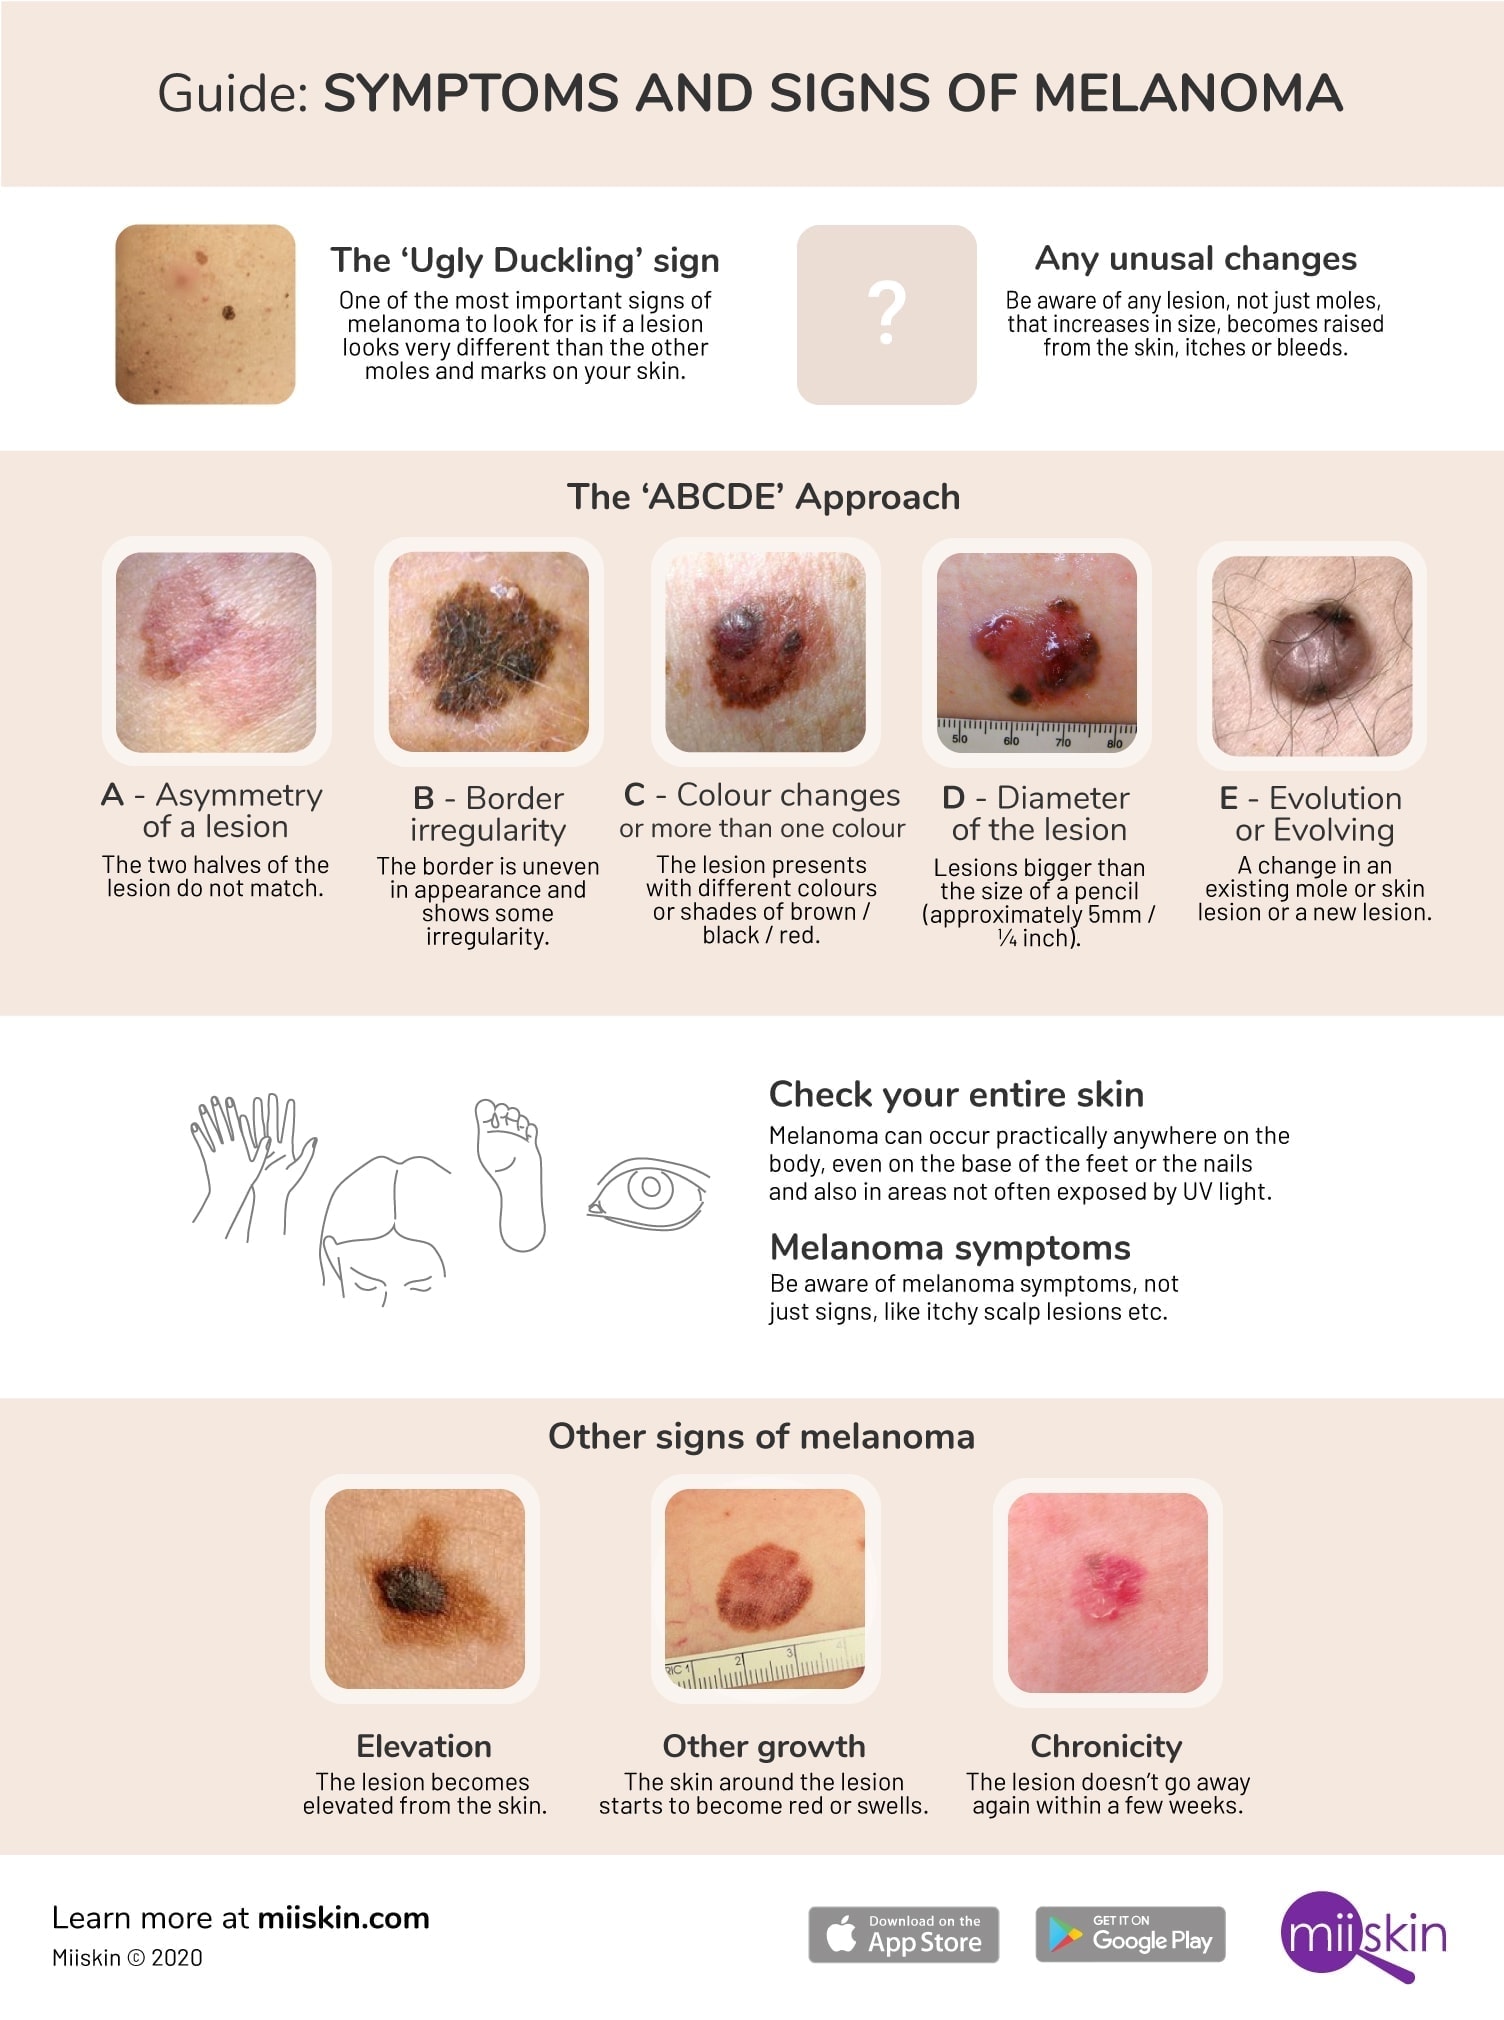 Guide: SYMPTOMS AND SIGNS OF MELANOMA
The ‘Ugly Duckling’ sign
One of the most important signs of
melanoma to look for is if a lesion
looks very different than the other
moles and marks on your skin.
?
Any unusal changes
Be aware of any lesion, not just moles,
that increases in size, becomes raised
from the skin, itches or bleeds.
The ‘ABCDE’ Approach
50 60 70 80
A - Asymmetry
of a lesion
The two halves of the
lesion do not match.
B - Border
irregularity
The border is uneven
in appearance and
shows some
irregularity.
C - Colour changes
or more than one colour
The lesion presents
with different colours
or shades of brown /
black / red.
D - Diameter
of the lesion
Lesions bigger than
the size of a pencil
(approximately 5mm /
¼ inch).
E - Evolution
or Evolving
A change in an
existing mole or skin
lesion or a new lesion.
Check your entire skin
Melanoma can occur practically anywhere on the
body, even on the base of the feet or the nails
and also in areas not often exposed by UV light.
Melanoma symptoms
Be aware of melanoma symptoms, not
just signs, like itchy scalp lesions etc.
Other signs of melanoma
RIC 1 2 3 4
Elevation
The lesion becomes
elevated from the skin.
Other growth
The skin around the lesion
starts to become red or swells.
Chronicity
The lesion doesn’t go away
again within a few weeks.
Learn more at miiskin.com
Miiskin © 2020
Download on the
App Store
GET IT ON
Google Play
miiskin